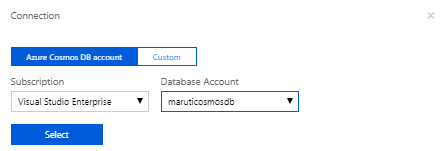 Connection
Azure Cosmos DB account Custom
Subscription Database Account
Visual Studio Enterprise maruticosmosdb
Select